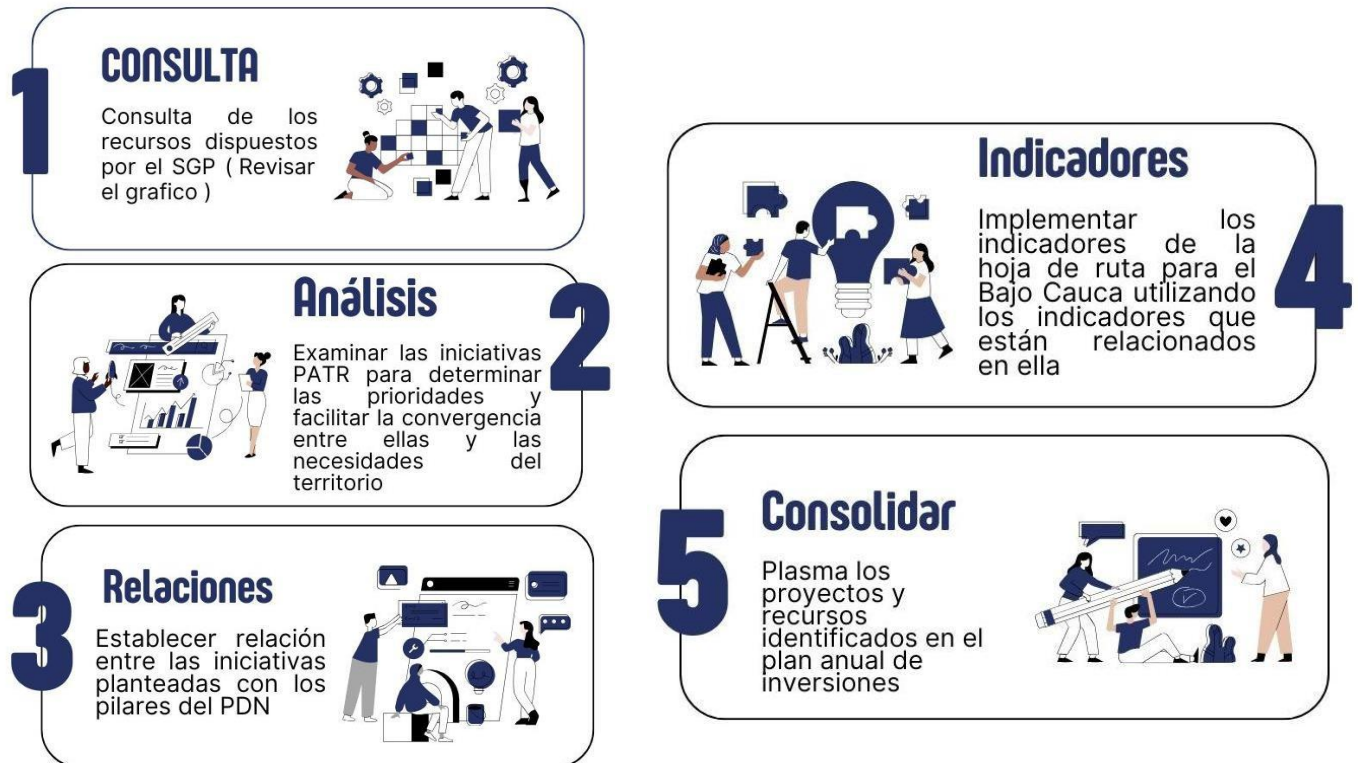 1
CONSULTA
Consulta de los
recursos dispuestos
por el SGP ( Revisar
el grafico )
2
Análisis
Examinar las iniciativas
PATR para determinar
las prioridades y
facilitar la convergencia
entre ellas y las
necesidades del
territorio
3
Relaciones
Establecer relación
entre las iniciativas
planteadas con los
pilares del PDN
4
Indicadores
Implementar los
indicadores de la
hoja de ruta para el
Bajo Cauca utilizando
los indicadores que
están relacionados
en ella
5
Consolidar
Plasma los
proyectos y
recursos
identificados en el
plan anual de
inversiones